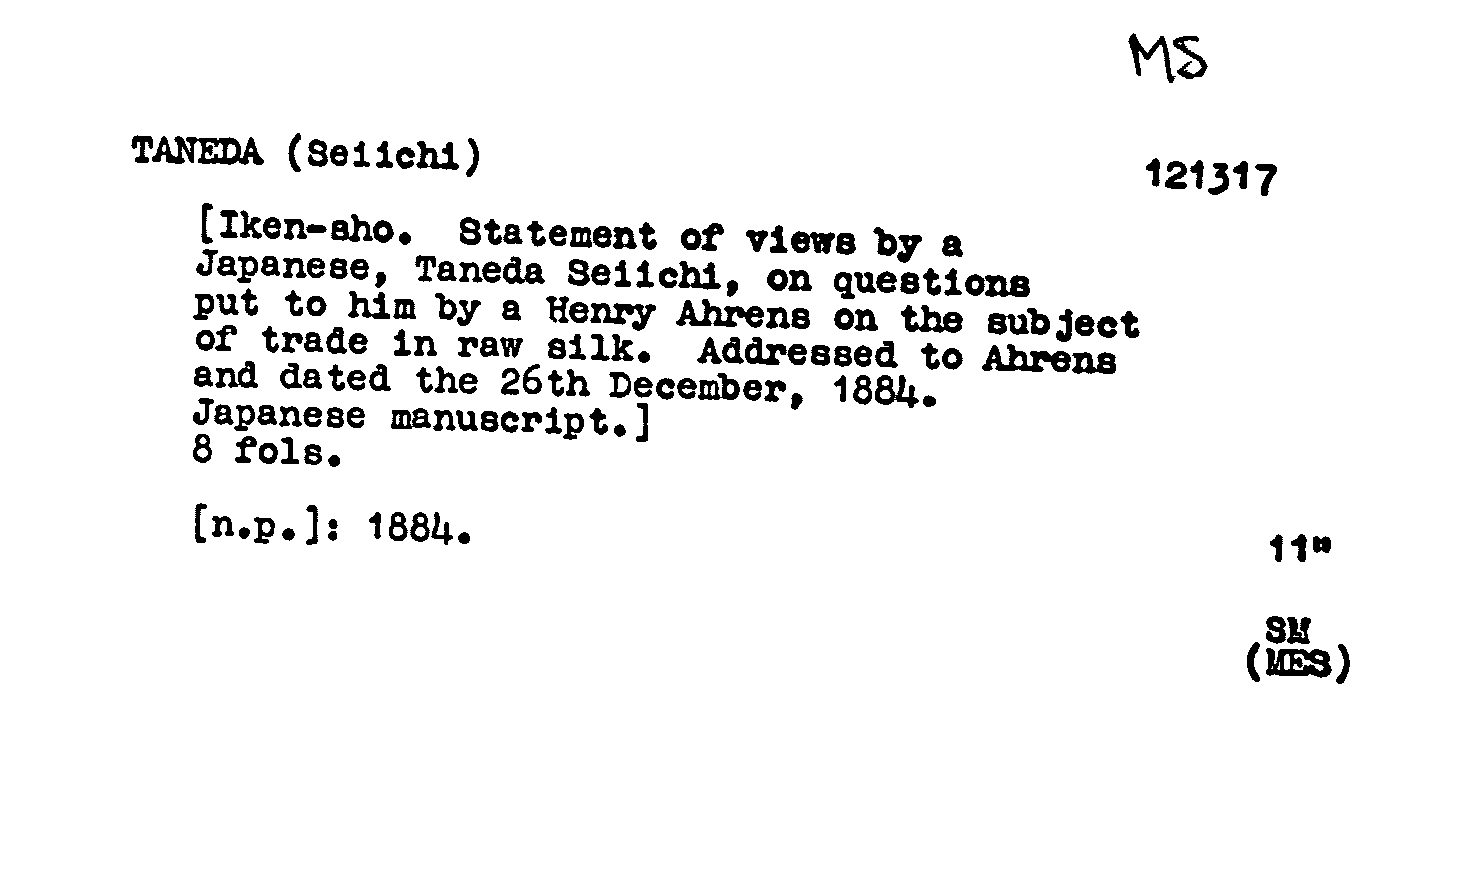 MS
TANEDA (Seiichi)
121317
[Iken-sho.  Statement of views by a
Japanese, Taneda Seiichi, on questions
put to him by a Henry Ahrens on the subject
of trade in raw silk.  Addressed to Ahrens
and dated the 26th December, 1884.
Japanese manuscript.]
8 fols.
[n.p.]: 1884.
11"
SM
(MES)